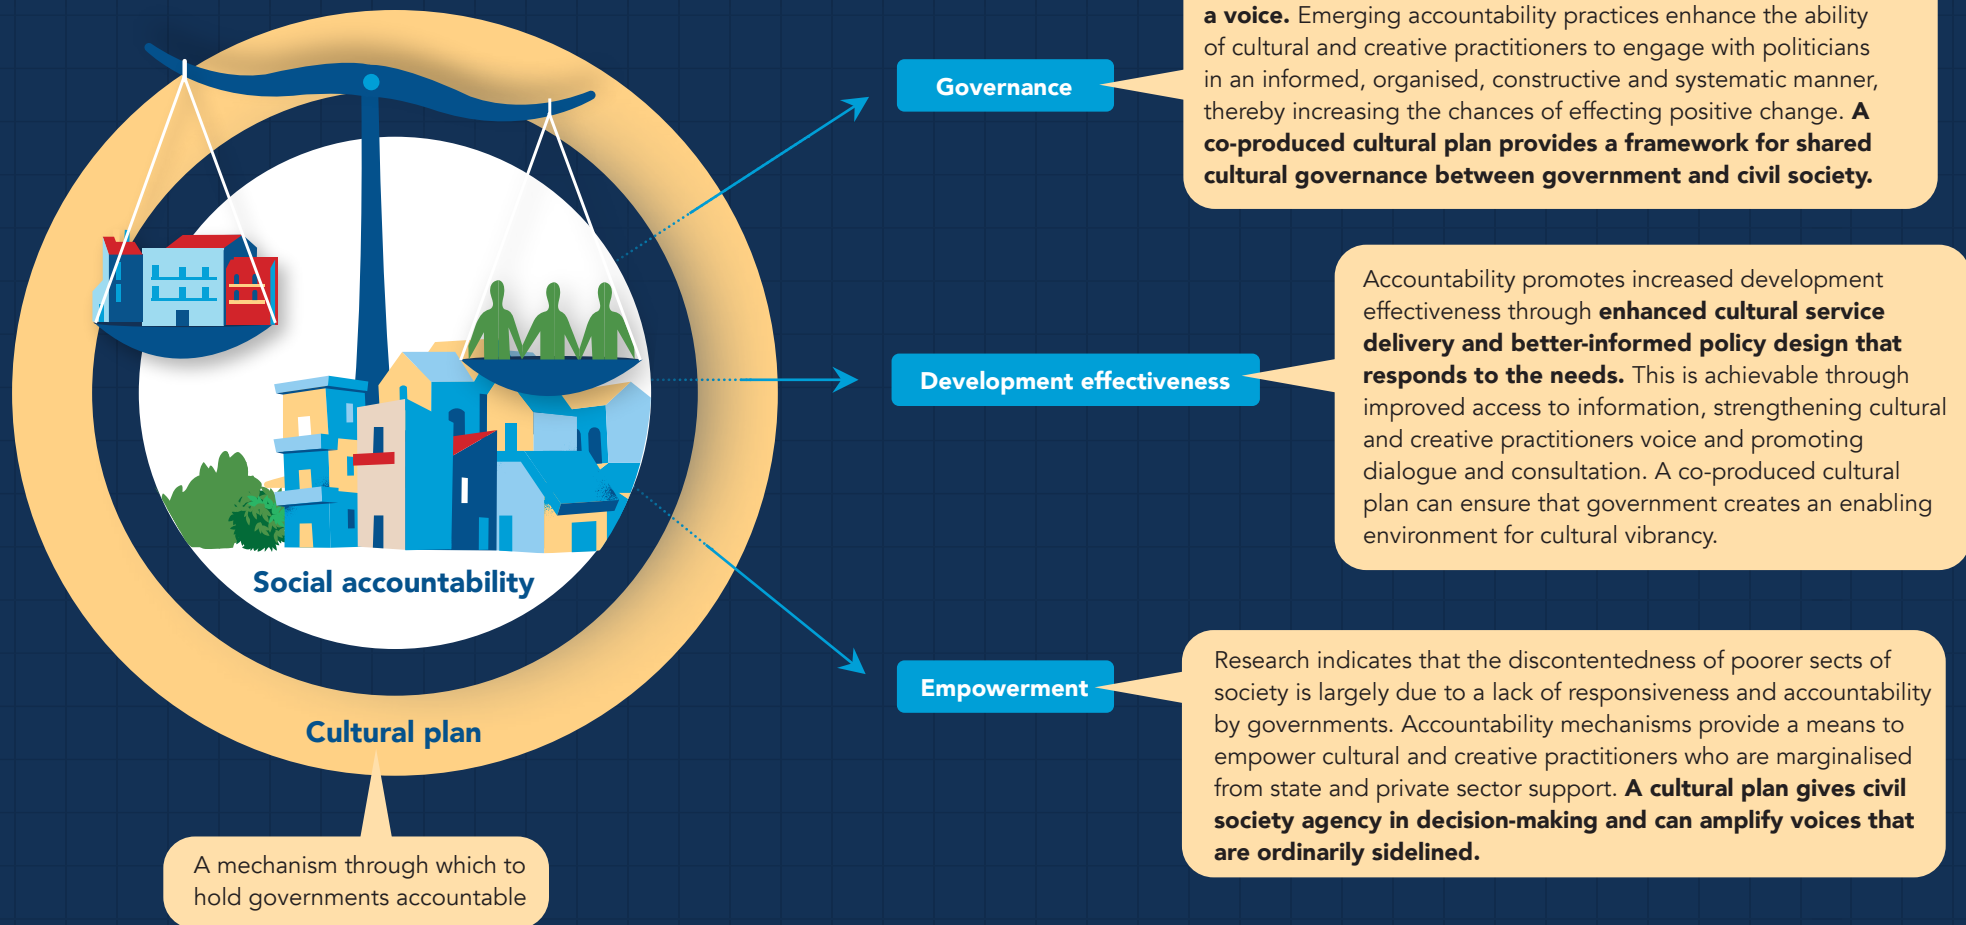 a voice. Emerging accountability practices enhance the ability
of cultural and creative practitioners to engage with politicians
in an informed, organised, constructive and systematic manner,
thereby increasing the chances of effecting positive change. A
co-produced cultural plan provides a framework for shared
cultural governance between government and civil society.
Governance
Accountability promotes increased development
effectiveness through enhanced cultural service
delivery and better-informed policy design that
responds to the needs. This is achievable through
improved access to information, strengthening cultural
and creative practitioners voice and promoting
dialogue and consultation. A co-produced cultural
plan can ensure that government creates an enabling
environment for cultural vibrancy.
Development effectiveness
Social accountability
Research indicates that the discontentedness of poorer sects of
society is largely due to a lack of responsiveness and accountability
by governments. Accountability mechanisms provide a means to
empower cultural and creative practitioners who are marginalised
from state and private sector support. A cultural plan gives civil
society agency in decision-making and can amplify voices that
are ordinarily sidelined.
Empowerment
Cultural plan
A mechanism through which to
hold governments accountable